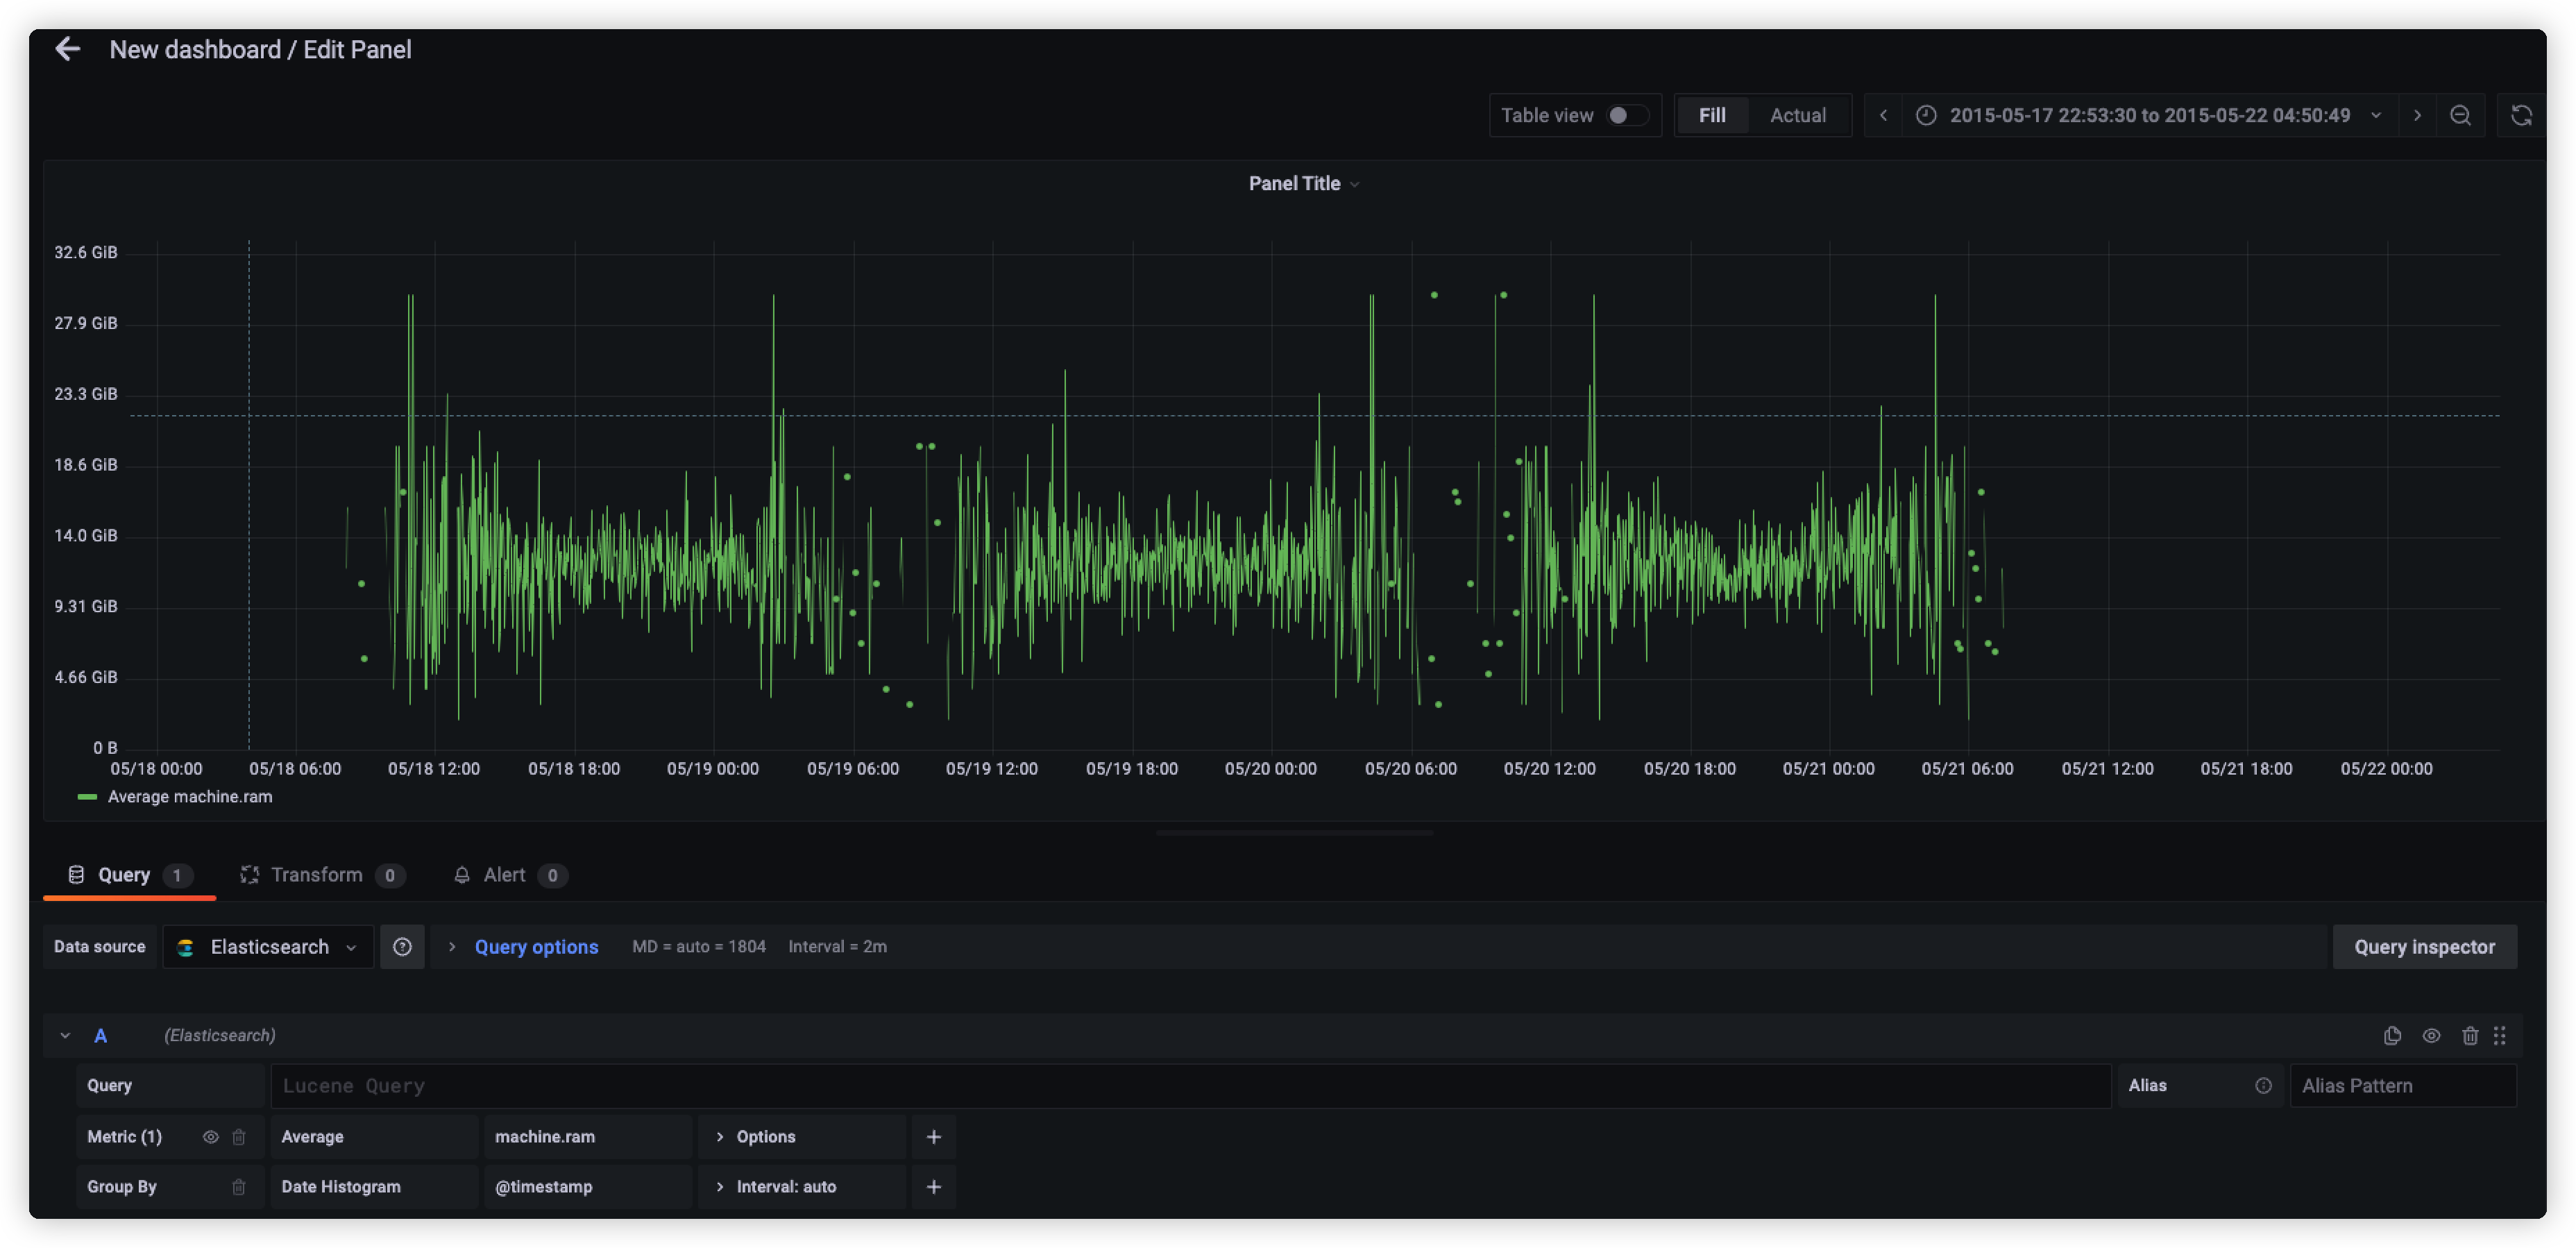 New dashboard / Edit Panel
Table view Fill Actual 2015-05-17 22:53:30 to 2015-05-22 04:50:49
Panel Title
32.6 GiB
27.9 GiB
23.3 GiB
18.6 GiB
14.0 GiB
9.31 GiB
4.66 GiB
0 B
05/18 00:00 05/18 06:00 05/18 12:00 05/18 18:00 05/19 00:00 05/19 06:00 05/19 12:00 05/19 18:00 05/20 00:00 05/20 06:00 05/20 12:00 05/20 18:00 05/21 00:00 05/21 06:00 05/21 12:00 05/21 18:00 05/22 00:00
Average machine.ram
Query 1 Transform 0 Alert 0
Data source Elasticsearch Query options MD = auto = 1804 Interval = 2m Query inspector
A (Elasticsearch)
Query Lucene Query Alias Alias Pattern
Metric (1) Average machine.ram Options +
Group By Date Histogram @timestamp Interval: auto +